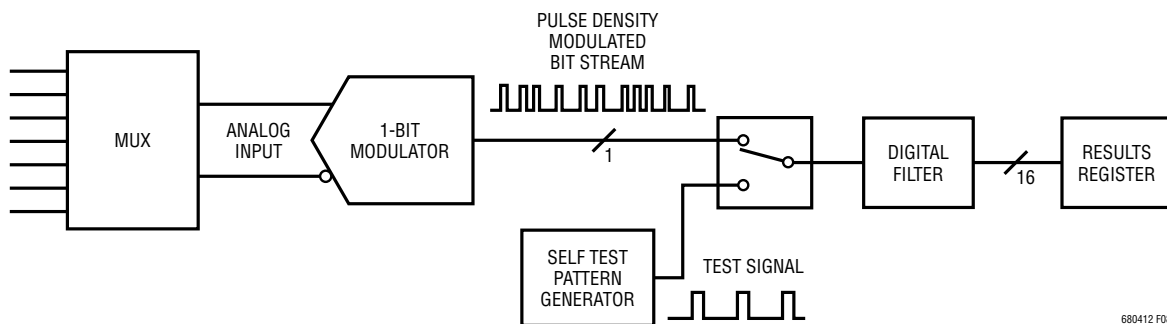 PULSE DENSITY
MODULATED
BIT STREAM
MUX
ANALOG
INPUT
1-BIT
MODULATOR
1
DIGITAL
FILTER
16
RESULTS
REGISTER
SELF TEST
PATTERN
GENERATOR
TEST SIGNAL
680412 F08